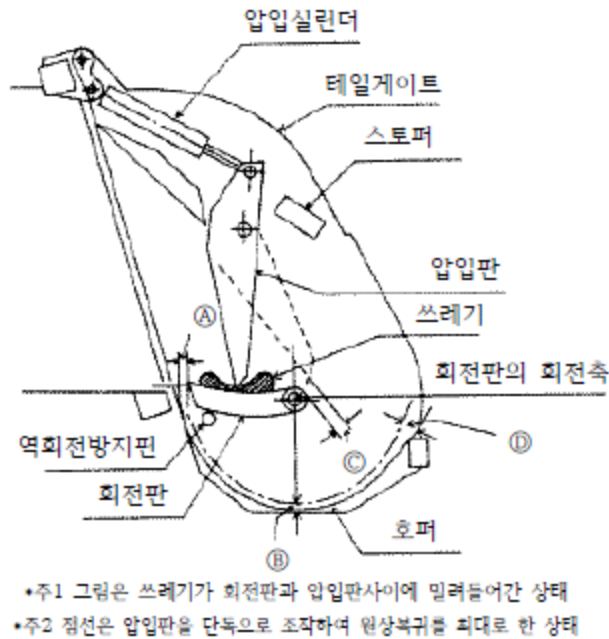 압입실린더
테일게이트
스토퍼
압입판
쓰레기
Ⓐ
회전판의 회전축
Ⓓ
역회전방지핀
Ⓒ
회전판
호퍼
Ⓑ
*주1 그림은 쓰레기가 회전판과 압입판사이에 밀려들어간 상태
*주2 점선은 압입판을 단독으로 조작하여 원상복귀를 최대로 한 상태